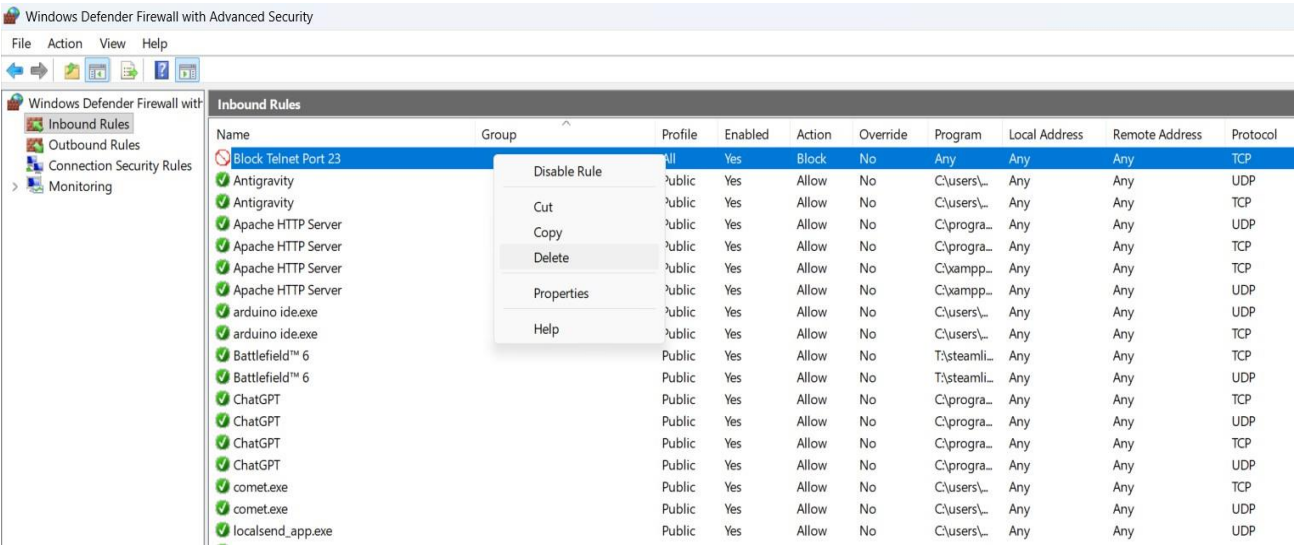 Windows Defender Firewall with Advanced Security
File Action View Help
Windows Defender Firewall with
Inbound Rules
Outbound Rules
Connection Security Rules
Monitoring
Inbound Rules
Name Group Profile Enabled Action Override Program Local Address Remote Address Protocol
Block Telnet Port 23 All Yes Block No Any Any Any TCP
Antigravity Public Yes Allow No C:\users\... Any Any UDP
Antigravity Public Yes Allow No C:\users\... Any Any TCP
Apache HTTP Server Public Yes Allow No C:\progra... Any Any UDP
Apache HTTP Server Public Yes Allow No C:\progra... Any Any TCP
Apache HTTP Server Public Yes Allow No C:\xampp... Any Any TCP
Apache HTTP Server Public Yes Allow No C:\xampp... Any Any UDP
arduino ide.exe Public Yes Allow No C:\users\... Any Any UDP
arduino ide.exe Public Yes Allow No C:\users\... Any Any TCP
Battlefield™ 6 Public Yes Allow No T:\steamli... Any Any TCP
Battlefield™ 6 Public Yes Allow No T:\steamli... Any Any UDP
ChatGPT Public Yes Allow No C:\progra... Any Any TCP
ChatGPT Public Yes Allow No C:\progra... Any Any UDP
ChatGPT Public Yes Allow No C:\progra... Any Any TCP
ChatGPT Public Yes Allow No C:\progra... Any Any UDP
comet.exe Public Yes Allow No C:\users\... Any Any TCP
comet.exe Public Yes Allow No C:\users\... Any Any UDP
localsend_app.exe Public Yes Allow No C:\users\... Any Any UDP
Disable Rule
Cut
Copy
Delete
Properties
Help